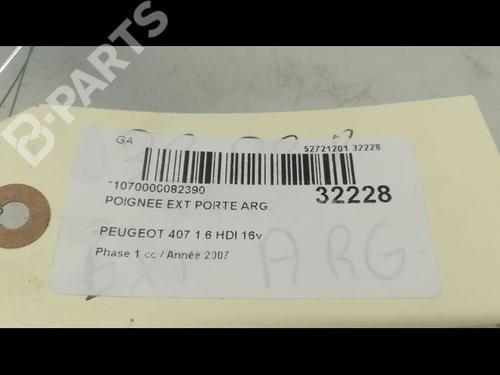 B-PARTS
G4
52721201 32228
*1070000082390
32228
POIGNEE EXT PORTE ARG
PEUGEOT 407 1.6 HDI 16v
Phase 1 cc / Année 2007
EXT ARG